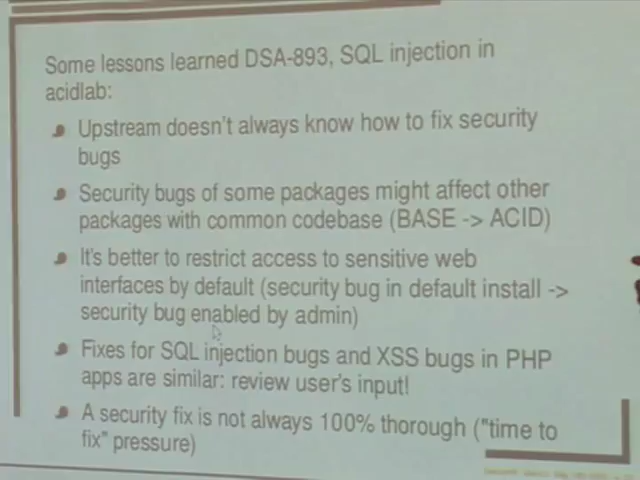 Some lessons learned DSA-893, SQL injection in
acidlab:
Upstream doesn't always know how to fix security
bugs
Security bugs of some packages might affect other
packages with common codebase (BASE -> ACID)
It's better to restrict access to sensitive web
interfaces by default (security bug in default install ->
security bug enabled by admin)
Fixes for SQL injection bugs and XSS bugs in PHP
apps are similar: review user's input!
A security fix is not always 100% thorough ("time to
fix" pressure)